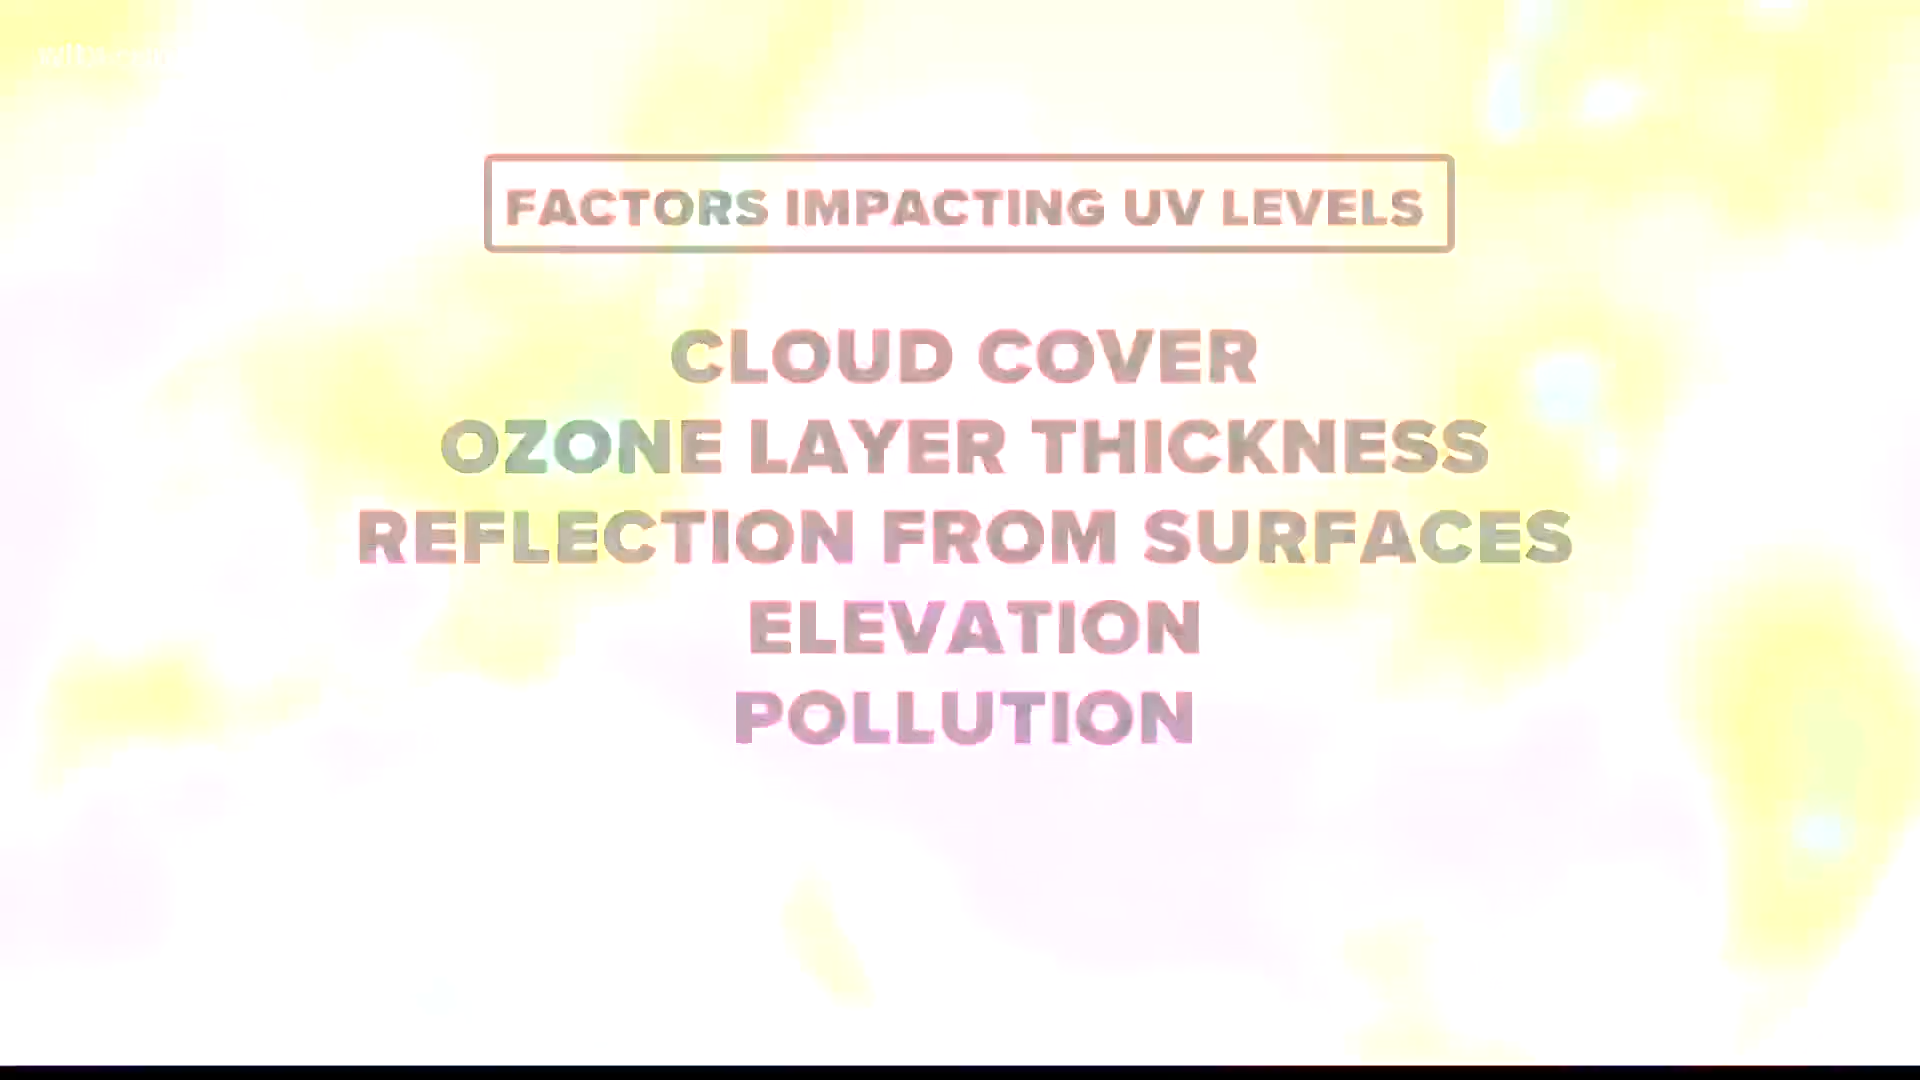 FACTORS IMPACTING UV LEVELS
CLOUD COVER
OZONE LAYER THICKNESS
REFLECTION FROM SURFACES
ELEVATION
POLLUTION